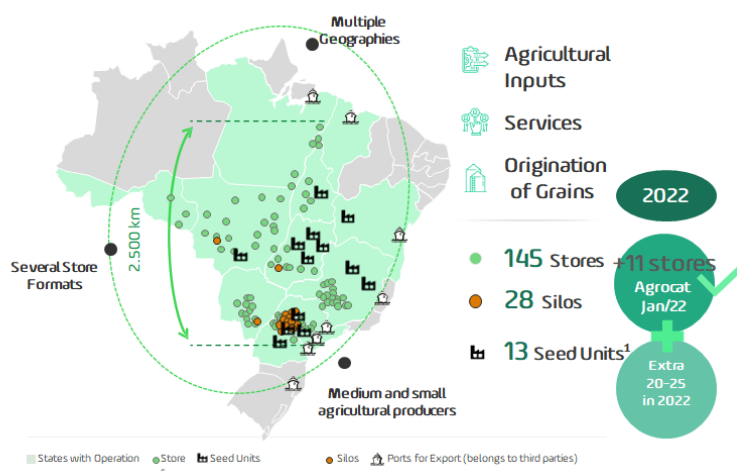 Multiple
Geographies
2.500 km
Several Store
Formats
Medium and small
agricultural producers
Agricultural
Inputs
Services
Origination
of Grains
145 Stores
28 Silos
13 Seed Units1
2022
+11 stores
Agrocat
Jan/22
Extra
20-25
in 2022
States with Operation
Store
Seed Units
Silos
Ports for Export (belongs to third parties)